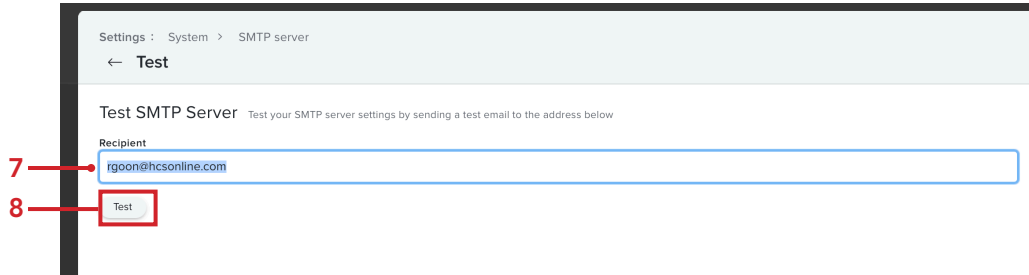 Settings : System > SMTP server
← Test
Test SMTP Server Test your SMTP server settings by sending a test email to the address below
Recipient
7 rgoon@hcsonline.com
8 Test